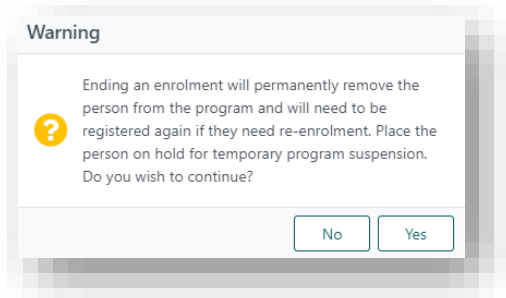 Warning
Ending an enrolment will permanently remove the
person from the program and will need to be
registered again if they need re-enrolment. Place the
person on hold for temporary program suspension.
Do you wish to continue?
No Yes